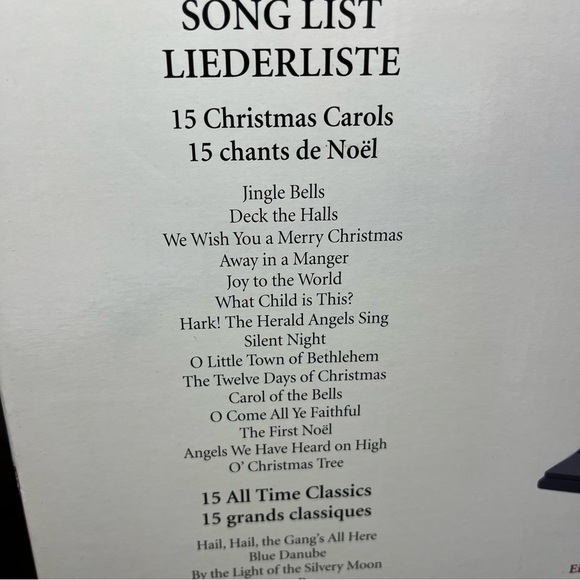 SONG LIST
LIEDERLISTE
15 Christmas Carols
15 chants de Noël
Jingle Bells
Deck the Halls
We Wish You a Merry Christmas
Away in a Manger
Joy to the World
What Child is This?
Hark! The Herald Angels Sing
Silent Night
O Little Town of Bethlehem
The Twelve Days of Christmas
Carol of the Bells
O Come All Ye Faithful
The First Noël
Angels We Have Heard on High
O' Christmas Tree
15 All Time Classics
15 grands classiques
Hail, Hail, the Gang's All Here
Blue Danube
By the Light of the Silvery Moon